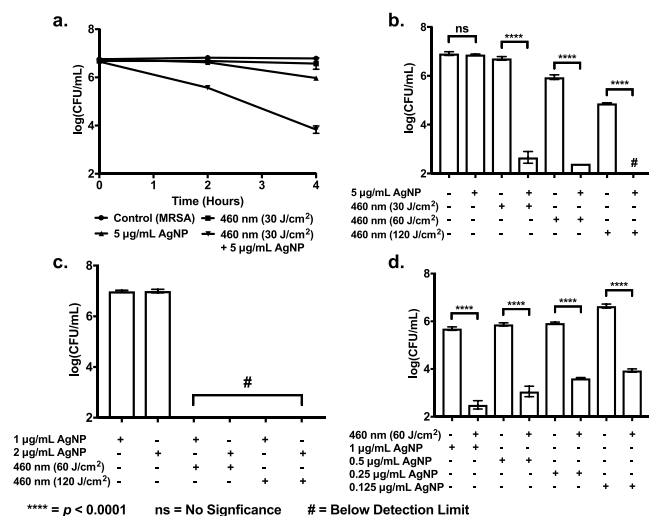 a.
log(CFU/mL)
8
6
4
2
0
2
4
Time (Hours)
Control (MRSA)
460 nm (30 J/cm²)
5 µg/mL AgNP
460 nm (30 J/cm²)
+ 5 µg/mL AgNP
b.
log(CFU/mL)
8
6
4
2
ns
****
****
****
#
5 µg/mL AgNP - + - + - + - +
460 nm (30 J/cm²) - - + + - - - -
460 nm (60 J/cm²) - - - - + + - -
460 nm (120 J/cm²) - - - - - - + +
c.
log(CFU/mL)
8
6
4
2
#
1 µg/mL AgNP + - + - + -
2 µg/mL AgNP - + - + - +
460 nm (60 J/cm²) - - + + - -
460 nm (120 J/cm²) - - - - + +
d.
log(CFU/mL)
8
6
4
2
****
****
****
****
460 nm (60 J/cm²) - + - + - + - +
1 µg/mL AgNP + + - - - - - -
0.5 µg/mL AgNP - - + + - - - -
0.25 µg/mL AgNP - - - - + + - -
0.125 µg/mL AgNP - - - - - - + +
**** = p < 0.0001 ns = No Signficance # = Below Detection Limit